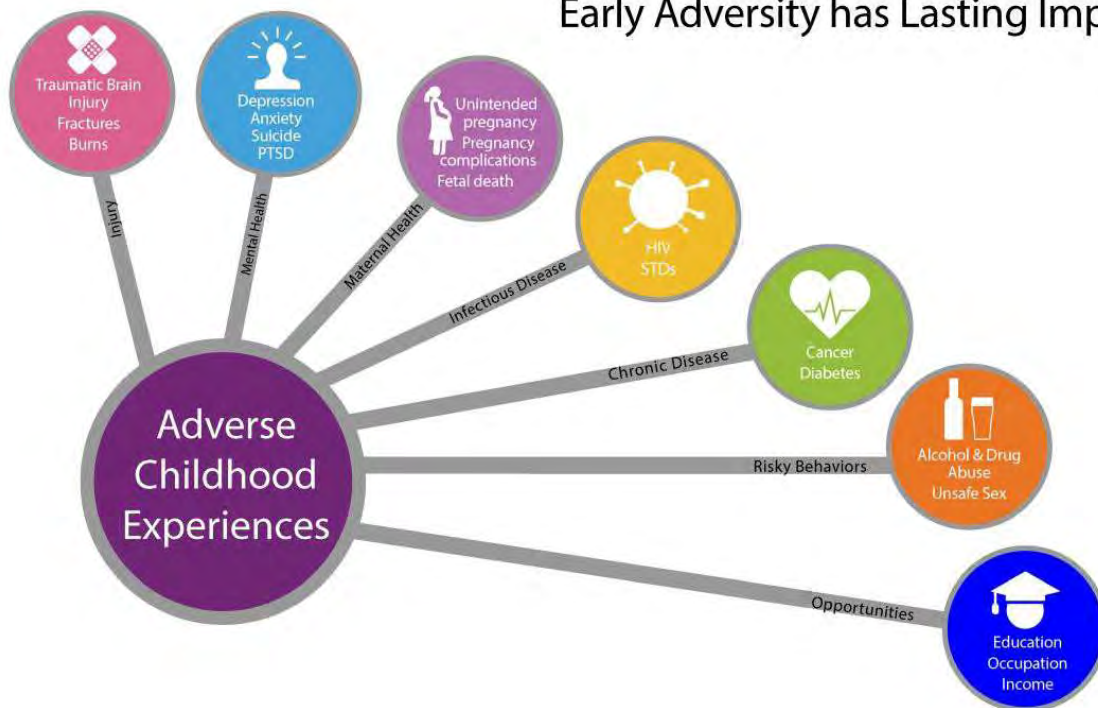 Early Adversity has Lasting Imp
Traumatic Brain
Injury
Fractures
Burns
Injury
Depression
Anxiety
Suicide
PTSD
Mental Health
Unintended
pregnancy
Pregnancy
complications
Fetal death
Maternal Health
HIV
STDs
Infectious Disease
Cancer
Diabetes
Chronic Disease
Alcohol & Drug
Abuse
Unsafe Sex
Risky Behaviors
Education
Occupation
Income
Opportunities
Adverse
Childhood
Experiences